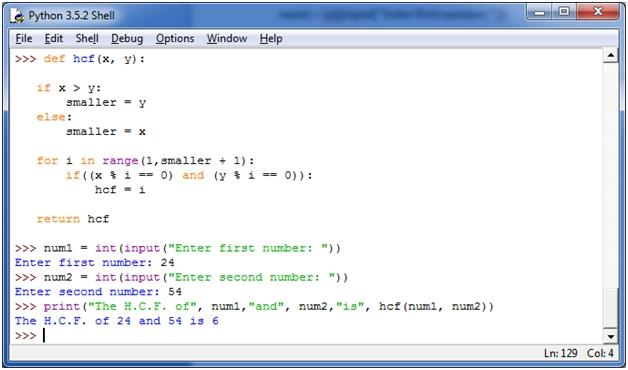 Python 3.5.2 Shell
File Edit Shell Debug Options Window Help
>>> def hcf(x, y):
if x > y:
smaller = y
else:
smaller = x
for i in range(1,smaller + 1):
if((x % i == 0) and (y % i == 0)):
hcf = i
return hcf
>>> num1 = int(input("Enter first number: "))
Enter first number: 24
>>> num2 = int(input("Enter second number: "))
Enter second number: 54
>>> print("The H.C.F. of", num1,"and", num2,"is", hcf(num1, num2))
The H.C.F. of 24 and 54 is 6
>>>
Ln: 129 Col: 4